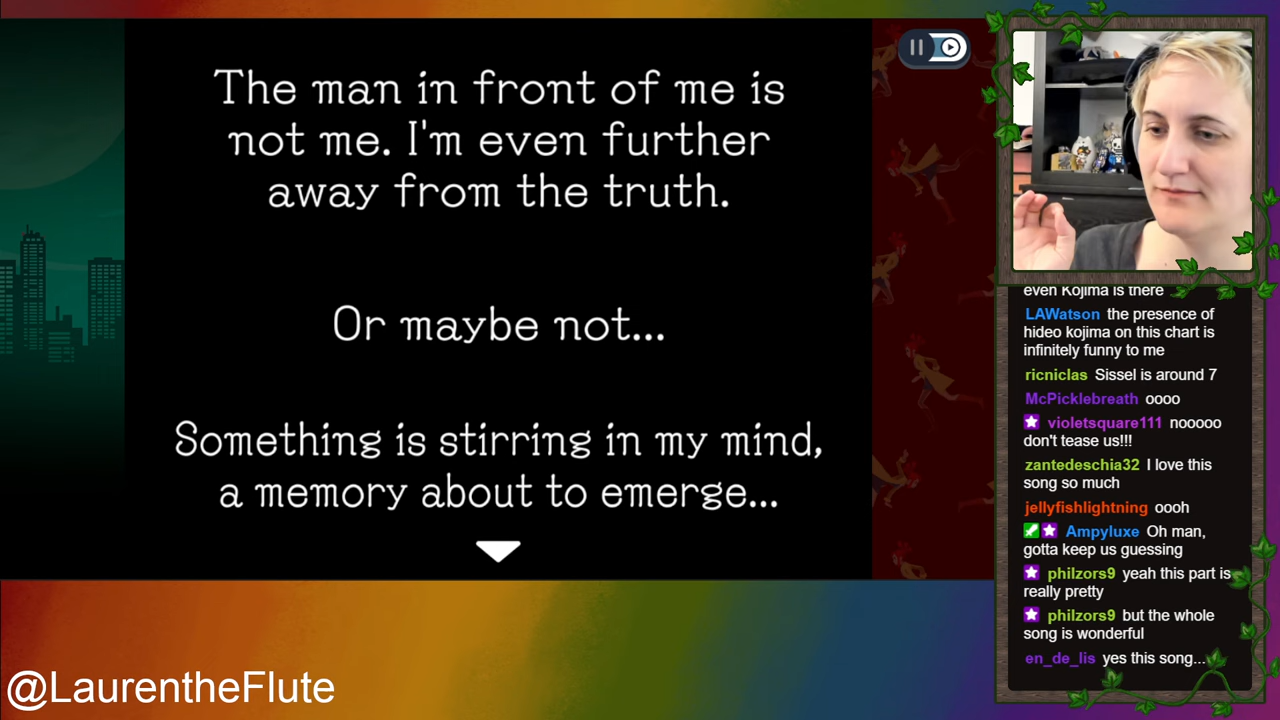 The man in front of me is
not me. I'm even further
away from the truth.
Or maybe not...
Something is stirring in my mind,
a memory about to emerge...
@LaurentheFlute
even Kojima is there
LAWatson the presence of
hideo kojima on this chart is
infinitely funny to me
ricniclas Sissel is around 7
McPicklebreath oooo
violetsquare111 nooooo
don't tease us!!!
zantedeschia32 I love this
song so much
jellyfishlightning oooh
Ampyluxe Oh man,
gotta keep us guessing
philzors9 yeah this part is
really pretty
philzors9 but the whole
song is wonderful
en_de_lis yes this song...